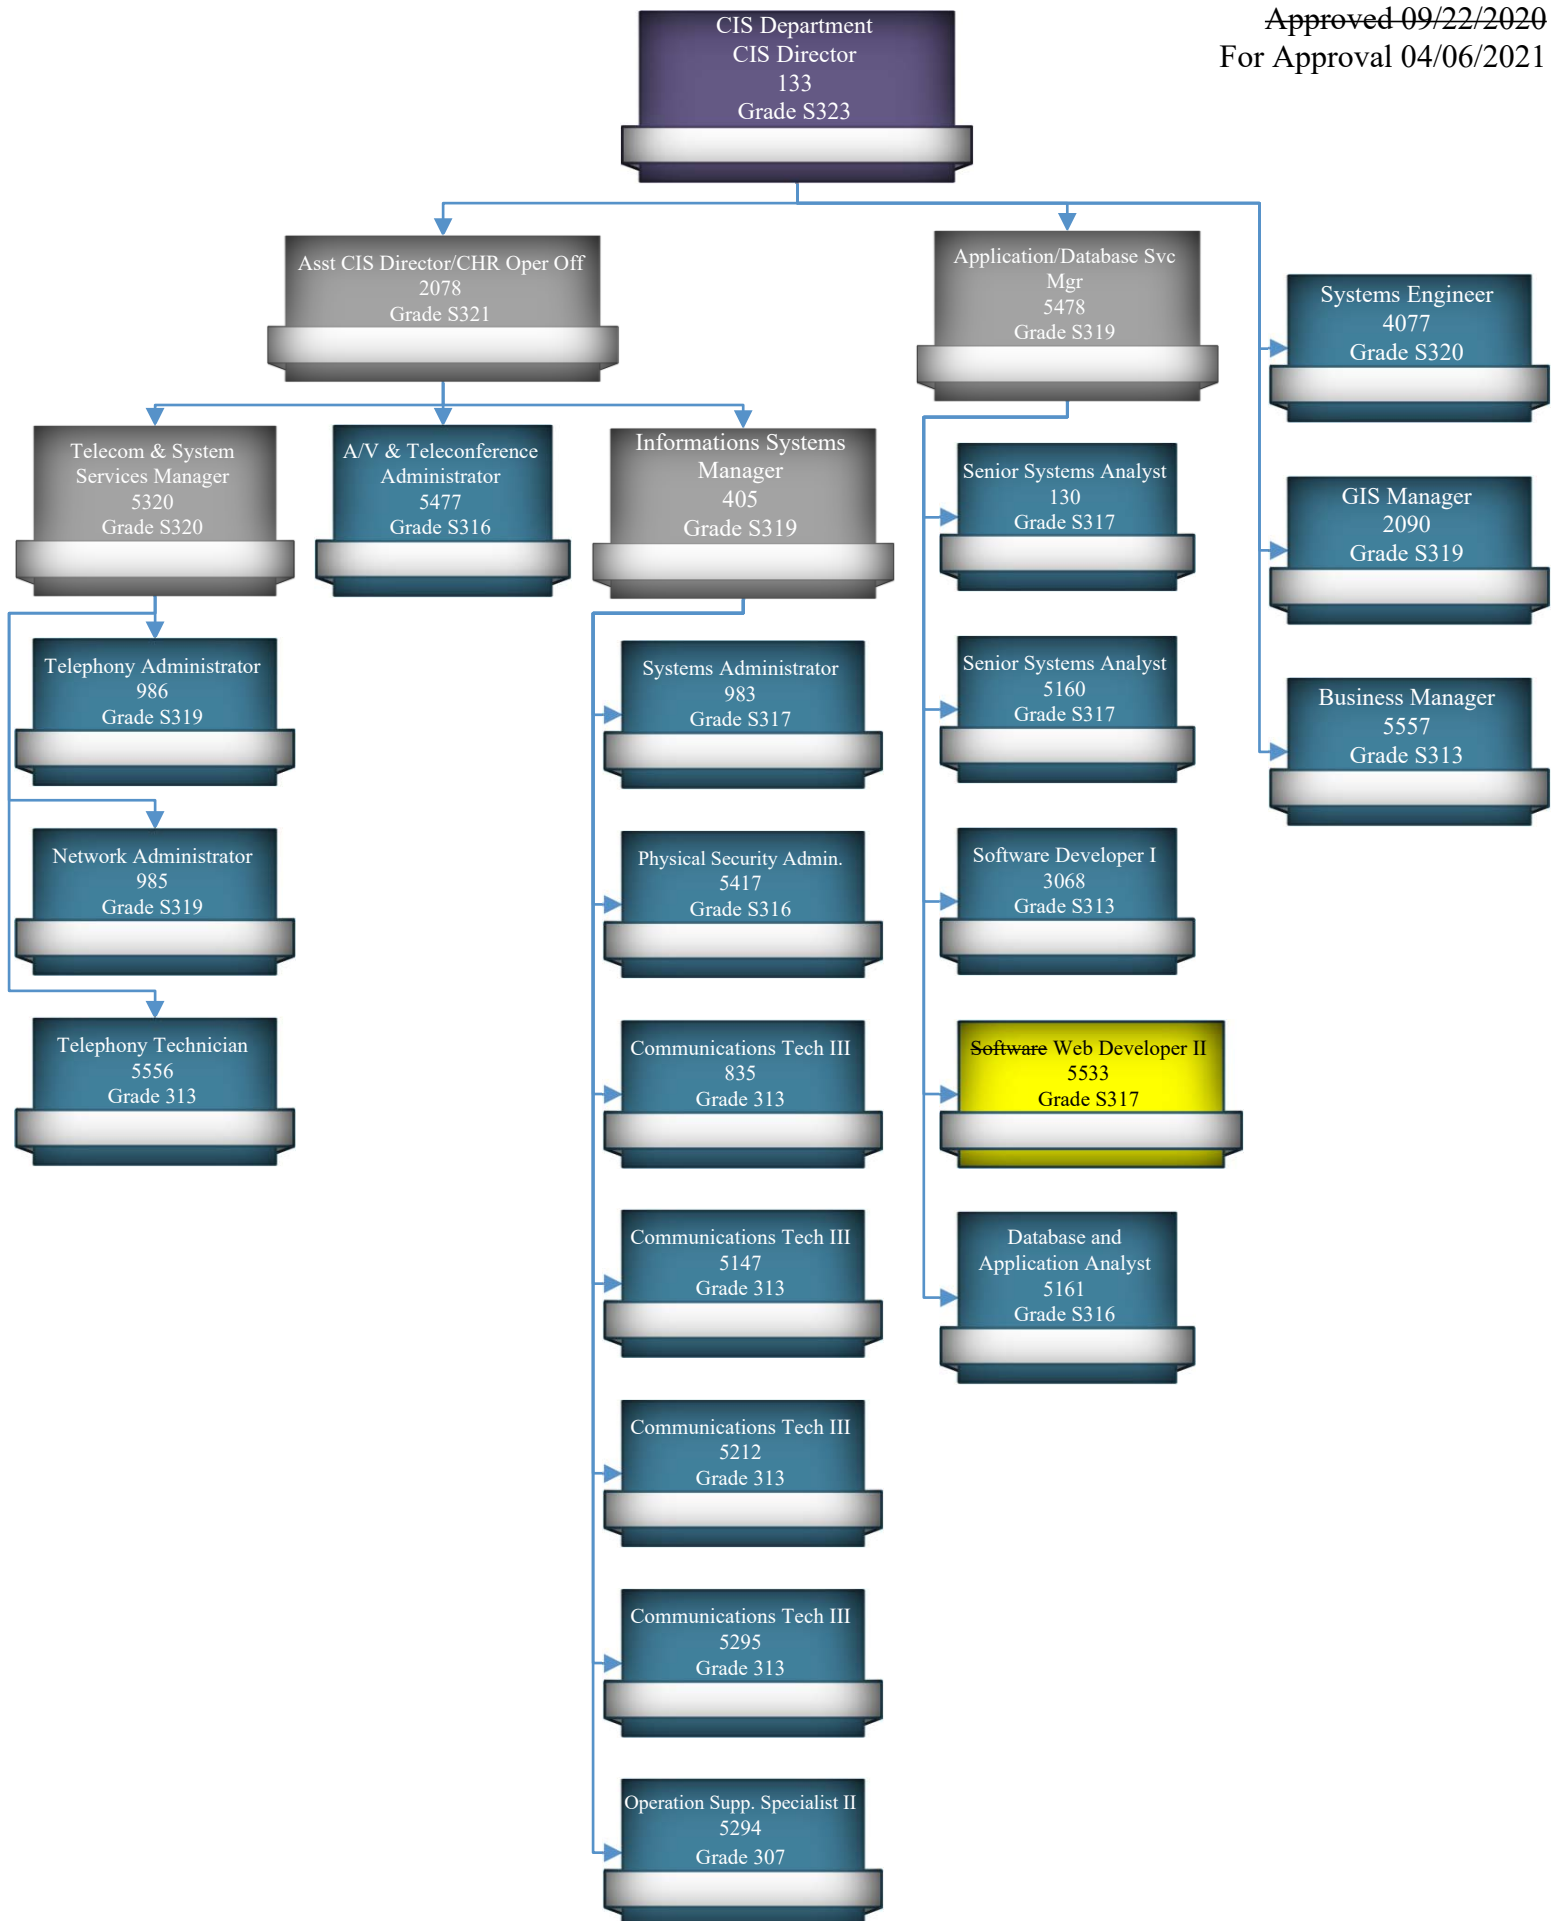 Approved 09/22/2020
For Approval 04/06/2021
CIS Department
CIS Director
133
Grade S323
Asst CIS Director/CHR Oper Off
2078
Grade S321
Application/Database Svc
Mgr
5478
Grade S319
Systems Engineer
4077
Grade S320
GIS Manager
2090
Grade S319
Business Manager
5557
Grade S313
Telecom & System
Services Manager
5320
Grade S320
A/V & Teleconference
Administrator
5477
Grade S316
Informations Systems
Manager
405
Grade S319
Telephony Administrator
986
Grade S319
Network Administrator
985
Grade S319
Telephony Technician
5556
Grade 313
Systems Administrator
983
Grade S317
Physical Security Admin.
5417
Grade S316
Communications Tech III
835
Grade 313
Communications Tech III
5147
Grade 313
Communications Tech III
5212
Grade 313
Communications Tech III
5295
Grade 313
Operation Supp. Specialist II
5294
Grade 307
Senior Systems Analyst
130
Grade S317
Senior Systems Analyst
5160
Grade S317
Software Developer I
3068
Grade S313
Software Web Developer II
5533
Grade S317
Database and
Application Analyst
5161
Grade S316